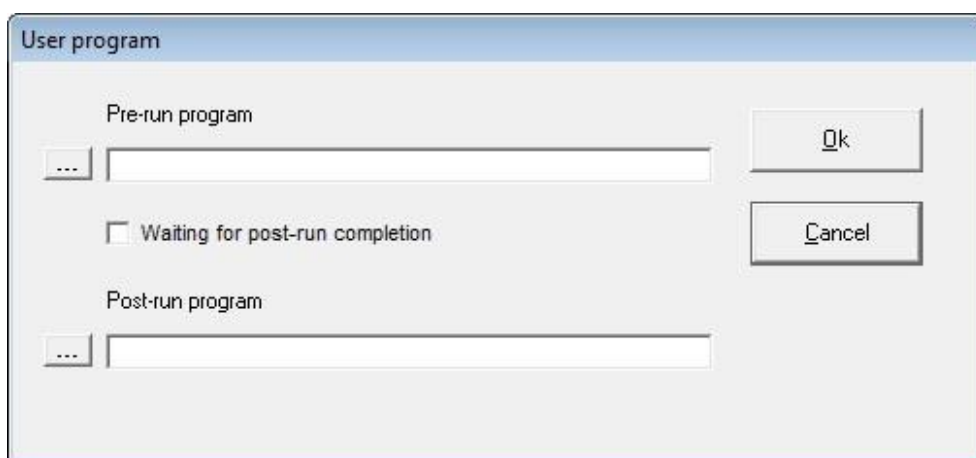 User program
Pre-run program
Ok
...
Waiting for post-run completion
Cancel
Post-run program
...